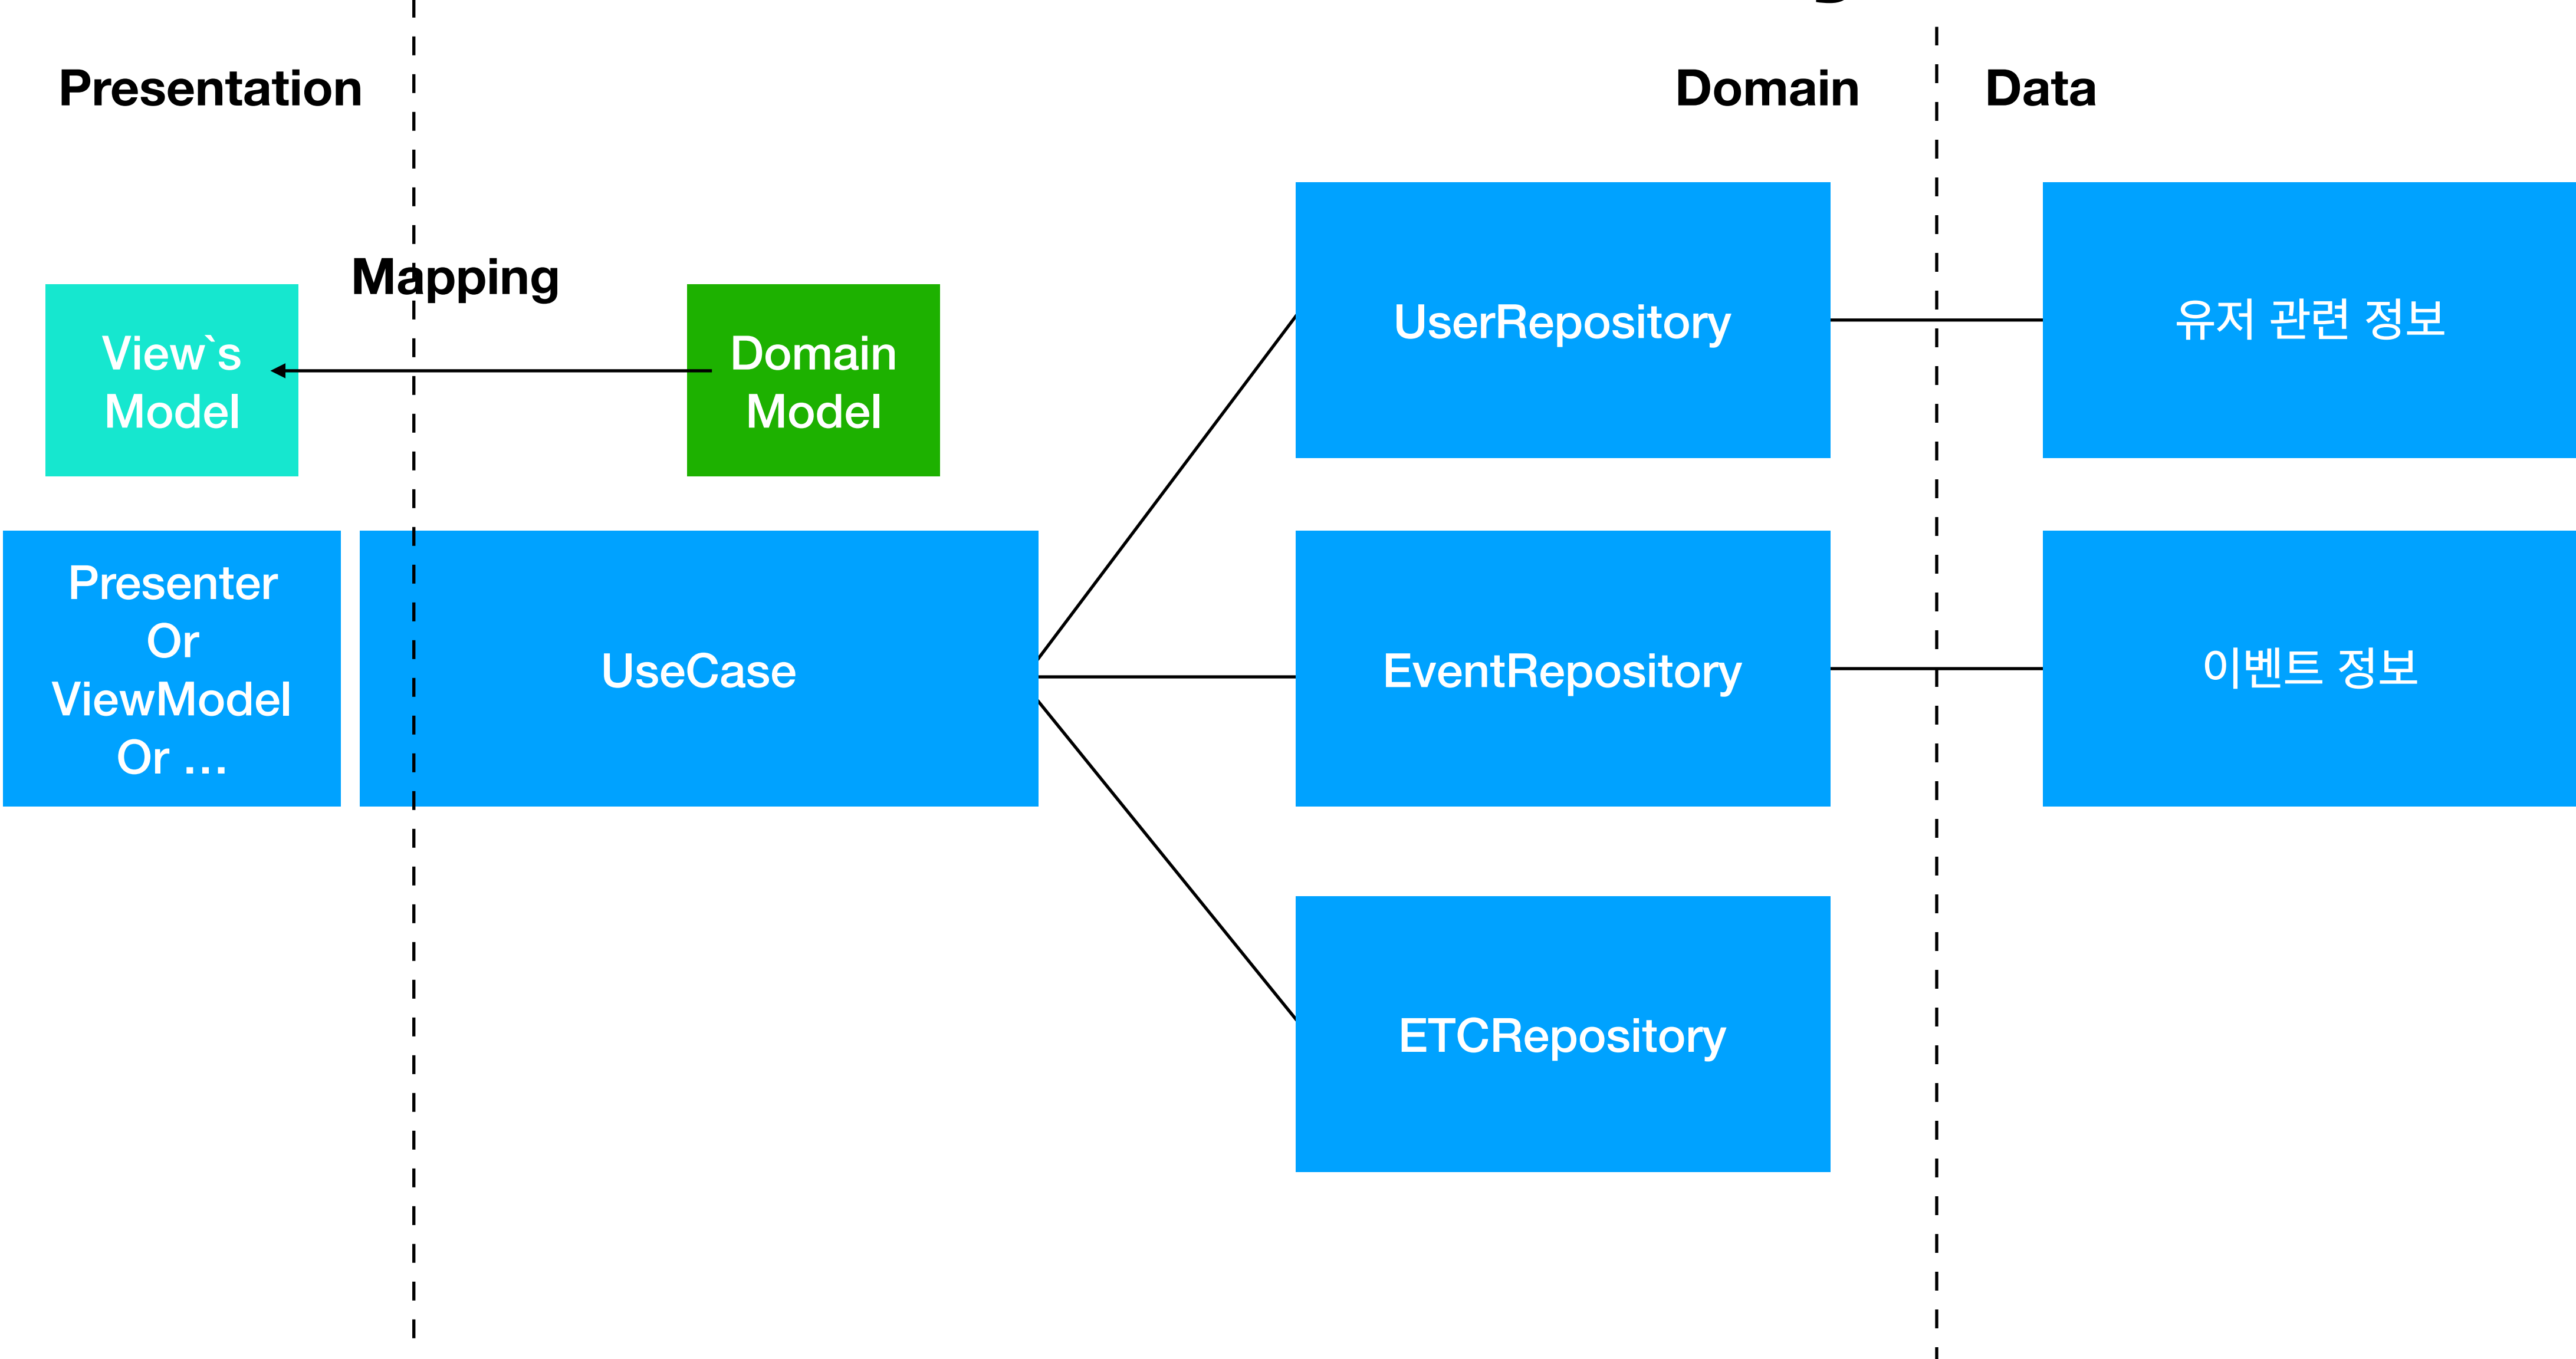 Presentation
Domain
Data
Mapping
View`s
Model
Domain
Model
UserRepository
유저 관련 정보
Presenter
Or
ViewModel
Or ...
UseCase
EventRepository
이벤트 정보
ETCRepository